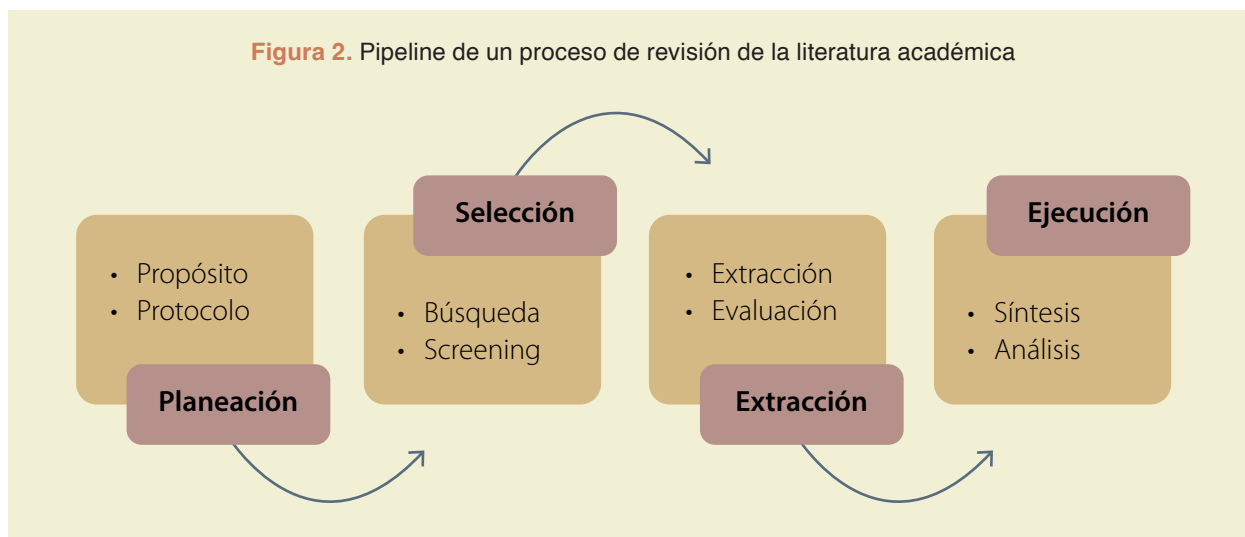 Figura 2. Pipeline de un proceso de revisión de la literatura académica
• Propósito
• Protocolo
Planeación
Selección
• Búsqueda
• Screening
• Extracción
• Evaluación
Extracción
Ejecución
• Síntesis
• Análisis